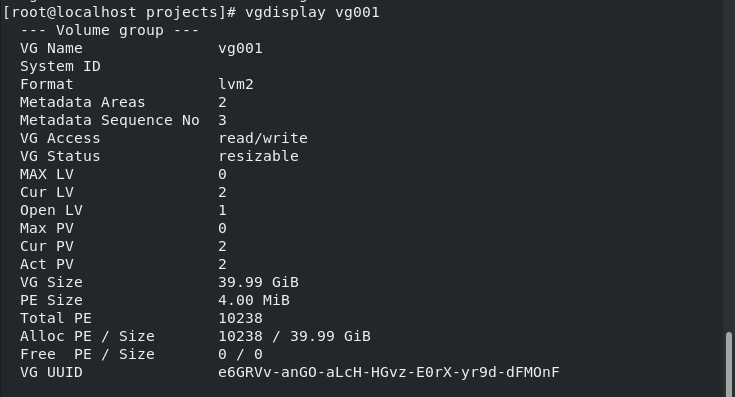 [root@localhost projects]# vgdisplay vg001
  --- Volume group ---
  VG Name               vg001
  System ID
  Format                lvm2
  Metadata Areas        2
  Metadata Sequence No  3
  VG Access             read/write
  VG Status             resizable
  MAX LV                0
  Cur LV                2
  Open LV               1
  Max PV                0
  Cur PV                2
  Act PV                2
  VG Size               39.99 GiB
  PE Size               4.00 MiB
  Total PE              10238
  Alloc PE / Size       10238 / 39.99 GiB
  Free  PE / Size       0 / 0
  VG UUID               e6GRVv-anGO-aLcH-HGvz-E0rX-yr9d-dFMOnF